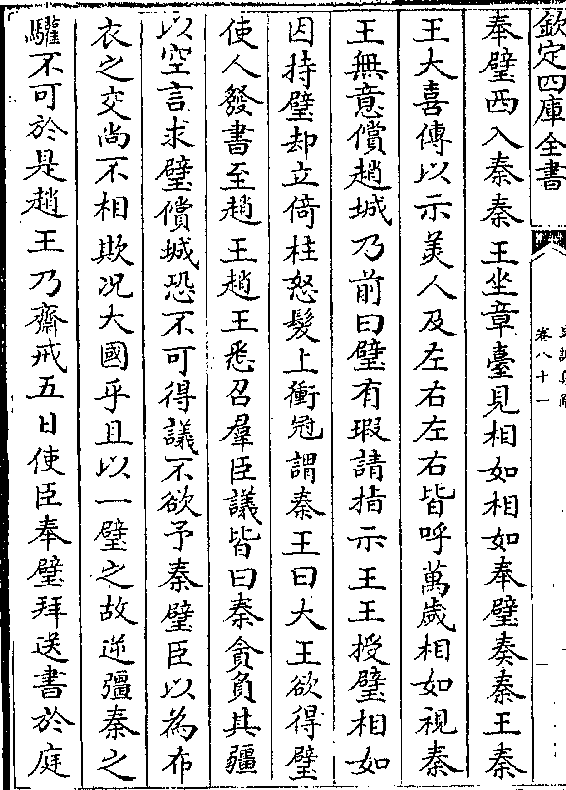 欽定四庫全書
卷八十一
奉璧西入秦秦王坐章臺見相如相如奉璧奏秦王秦
王大喜傳以示美人及左右左右皆呼萬歲相如視秦
王無意償趙城乃前曰璧有瑕請指示王王授璧相如
因持璧却立倚柱怒髮上衝冠謂秦王曰大王欲得璧
使人發書至趙王趙王悉召羣臣議皆曰秦貪負其彊
以空言求璧償城恐不可得議不欲予秦璧臣以為布
衣之交尚不相欺况大國乎且以一璧之故逆彊秦之
驩不可於是趙王乃齋戒五日使臣奉璧拜送書於庭